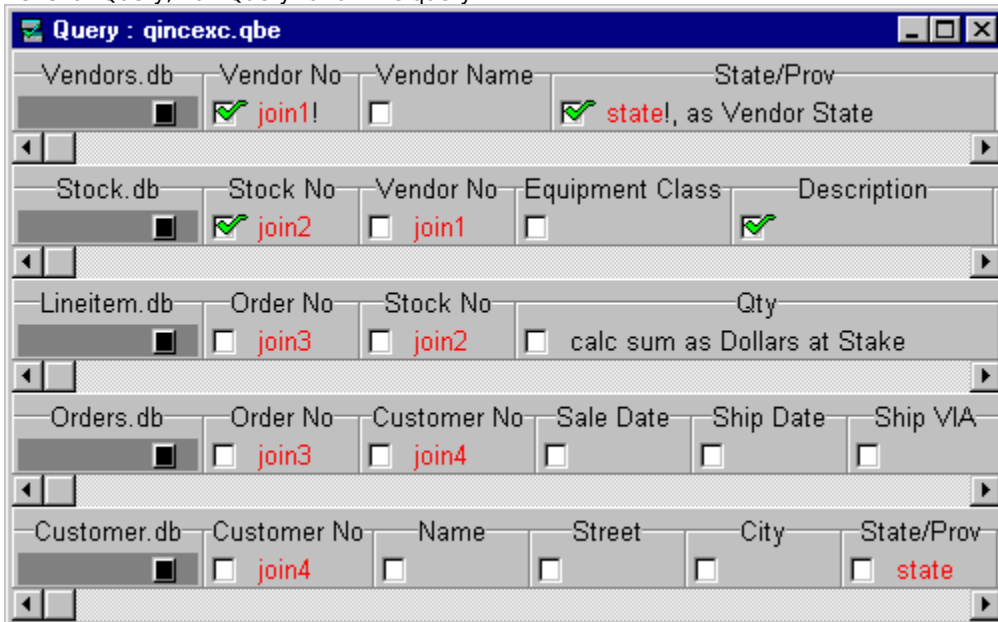 Query : qincexc.qbe
Vendors.db Vendor No Vendor Name State/Prov
join1! state!, as Vendor State
Stock.db Stock No Vendor No Equipment Class Description
join2 join1
Lineitem.db Order No Stock No Qty
join3 join2 calc sum as Dollars at Stake
Orders.db Order No Customer No Sale Date Ship Date Ship VIA
join3 join4
Customer.db Customer No Name Street City State/Prov
join4 state